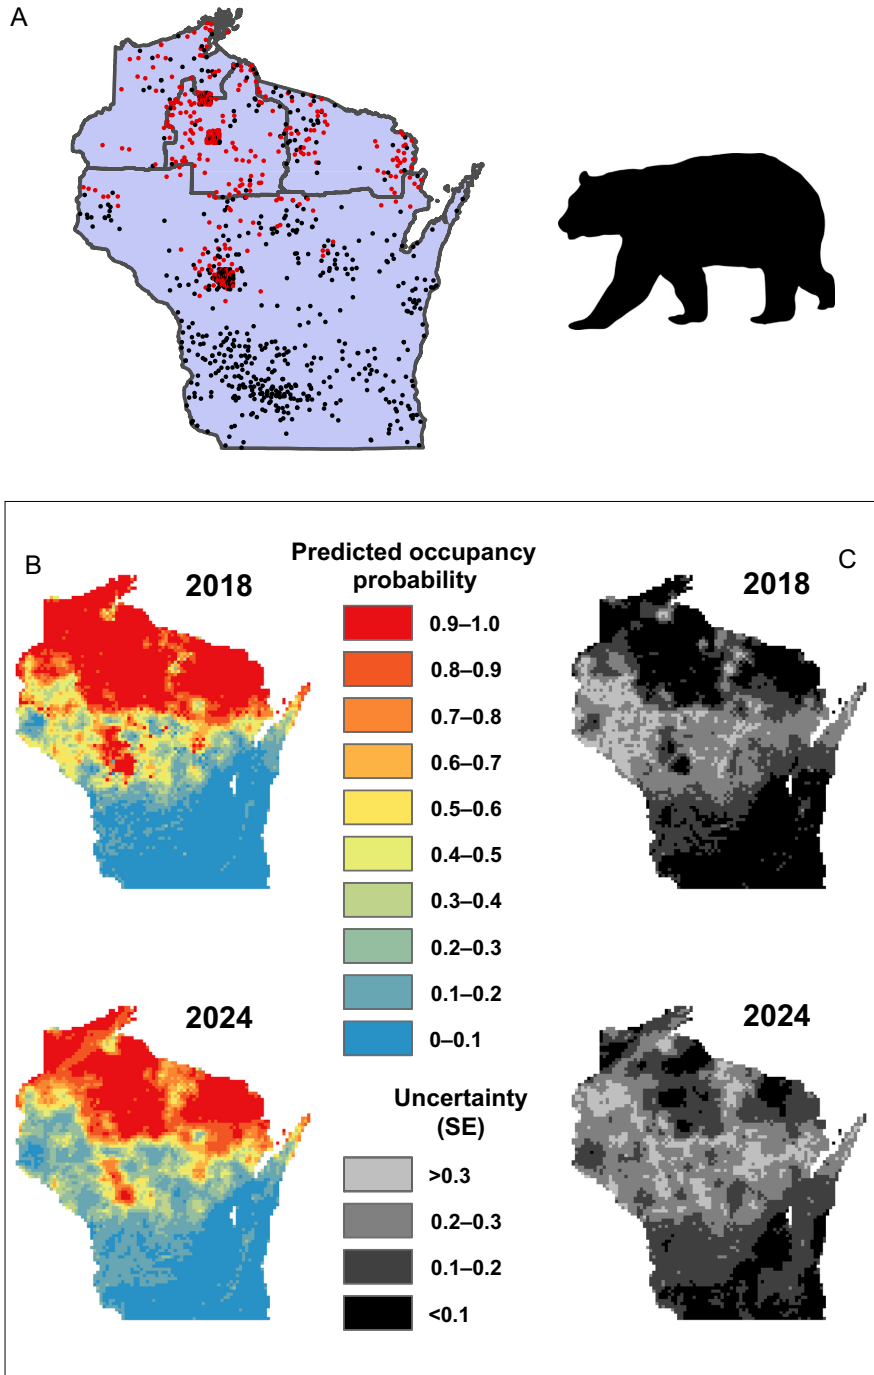 A
B
2018
Predicted occupancy
probability
0.9–1.0
0.8–0.9
0.7–0.8
0.6–0.7
0.5–0.6
0.4–0.5
0.3–0.4
0.2–0.3
0.1–0.2
0–0.1
2018
C
2024
Uncertainty
(SE)
>0.3
0.2–0.3
0.1–0.2
<0.1
2024